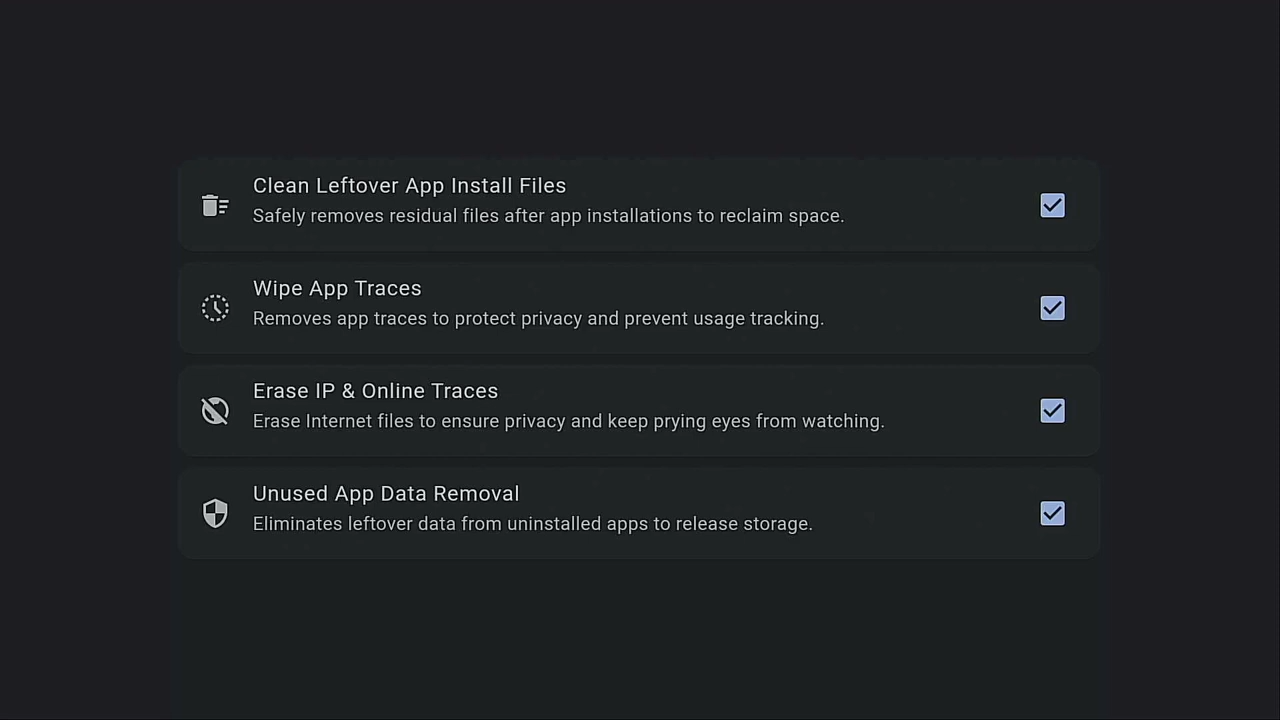 Clean Leftover App Install Files
Safely removes residual files after app installations to reclaim space.
Wipe App Traces
Removes app traces to protect privacy and prevent usage tracking.
Erase IP & Online Traces
Erase Internet files to ensure privacy and keep prying eyes from watching.
Unused App Data Removal
Eliminates leftover data from uninstalled apps to release storage.